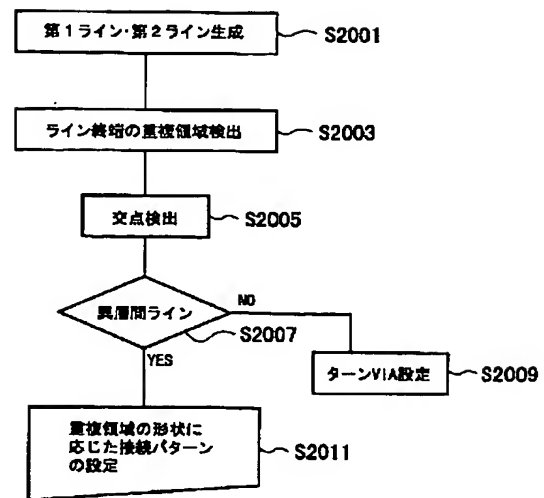 第1ライン・第2ライン生成
S2001
ライン終端の重複領域検出
S2003
交点検出
S2005
異層間ライン
NO
S2007
YES
ターンVIA設定
S2009
重複領域の形状に
応じた接続パターン
の設定
S2011